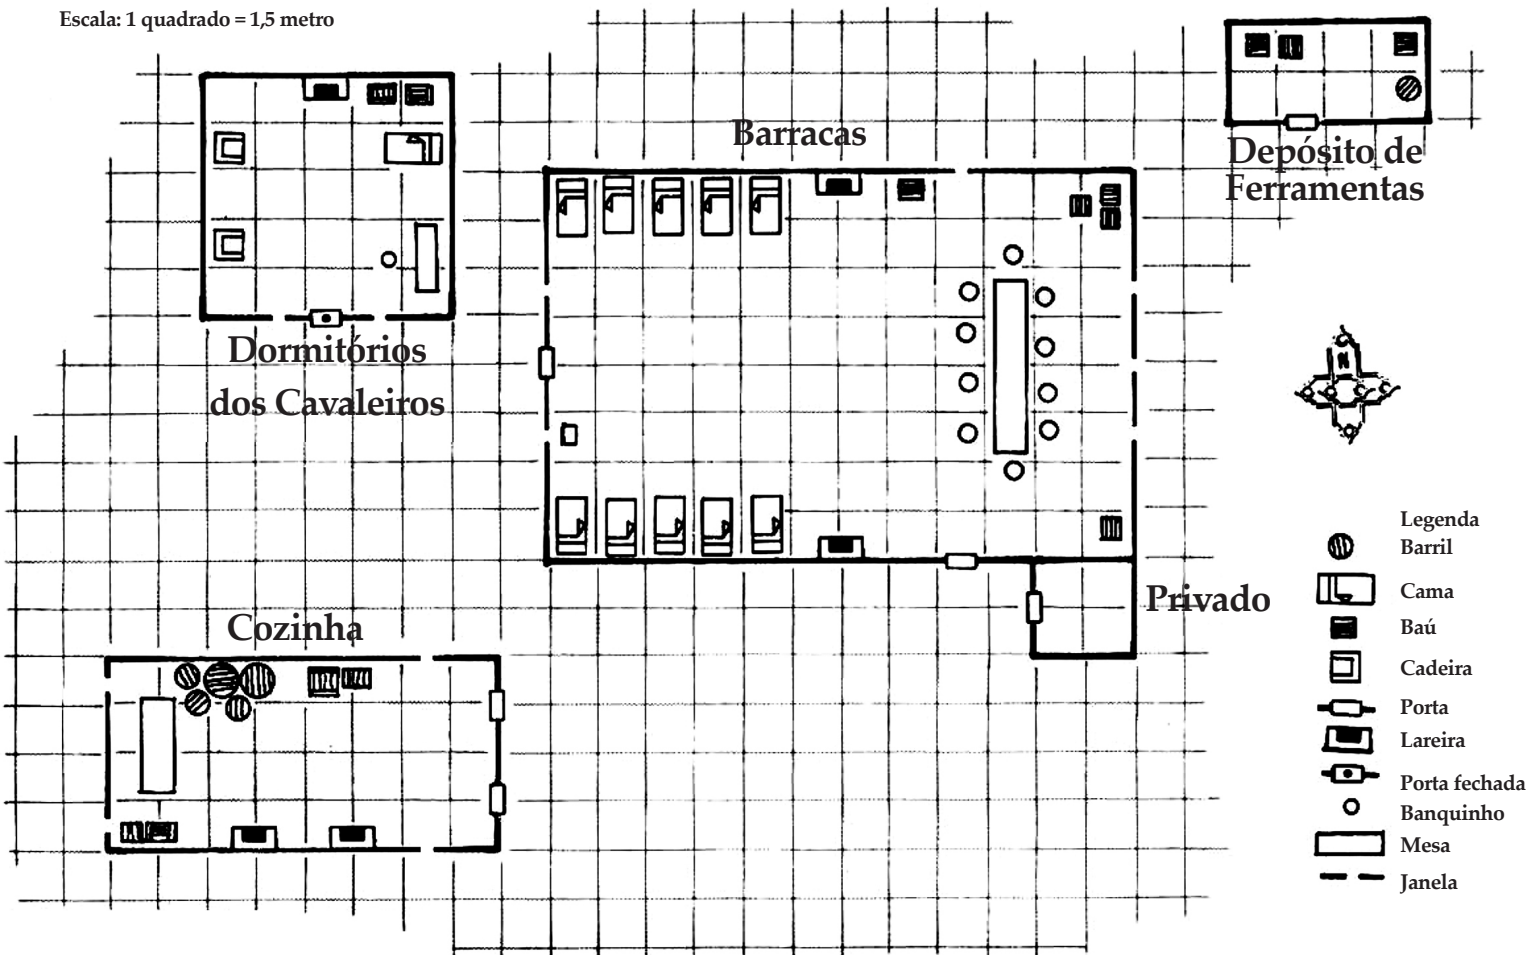 Escala: 1 quadrado = 1,5 metro
Barracas
Depósito de
Ferramentas
Dormitórios
dos Cavaleiros
N
Cozinha
Privado
Legenda
Barril
Cama
Baú
Cadeira
Porta
Lareira
Porta fechada
Banquinho
Mesa
Janela